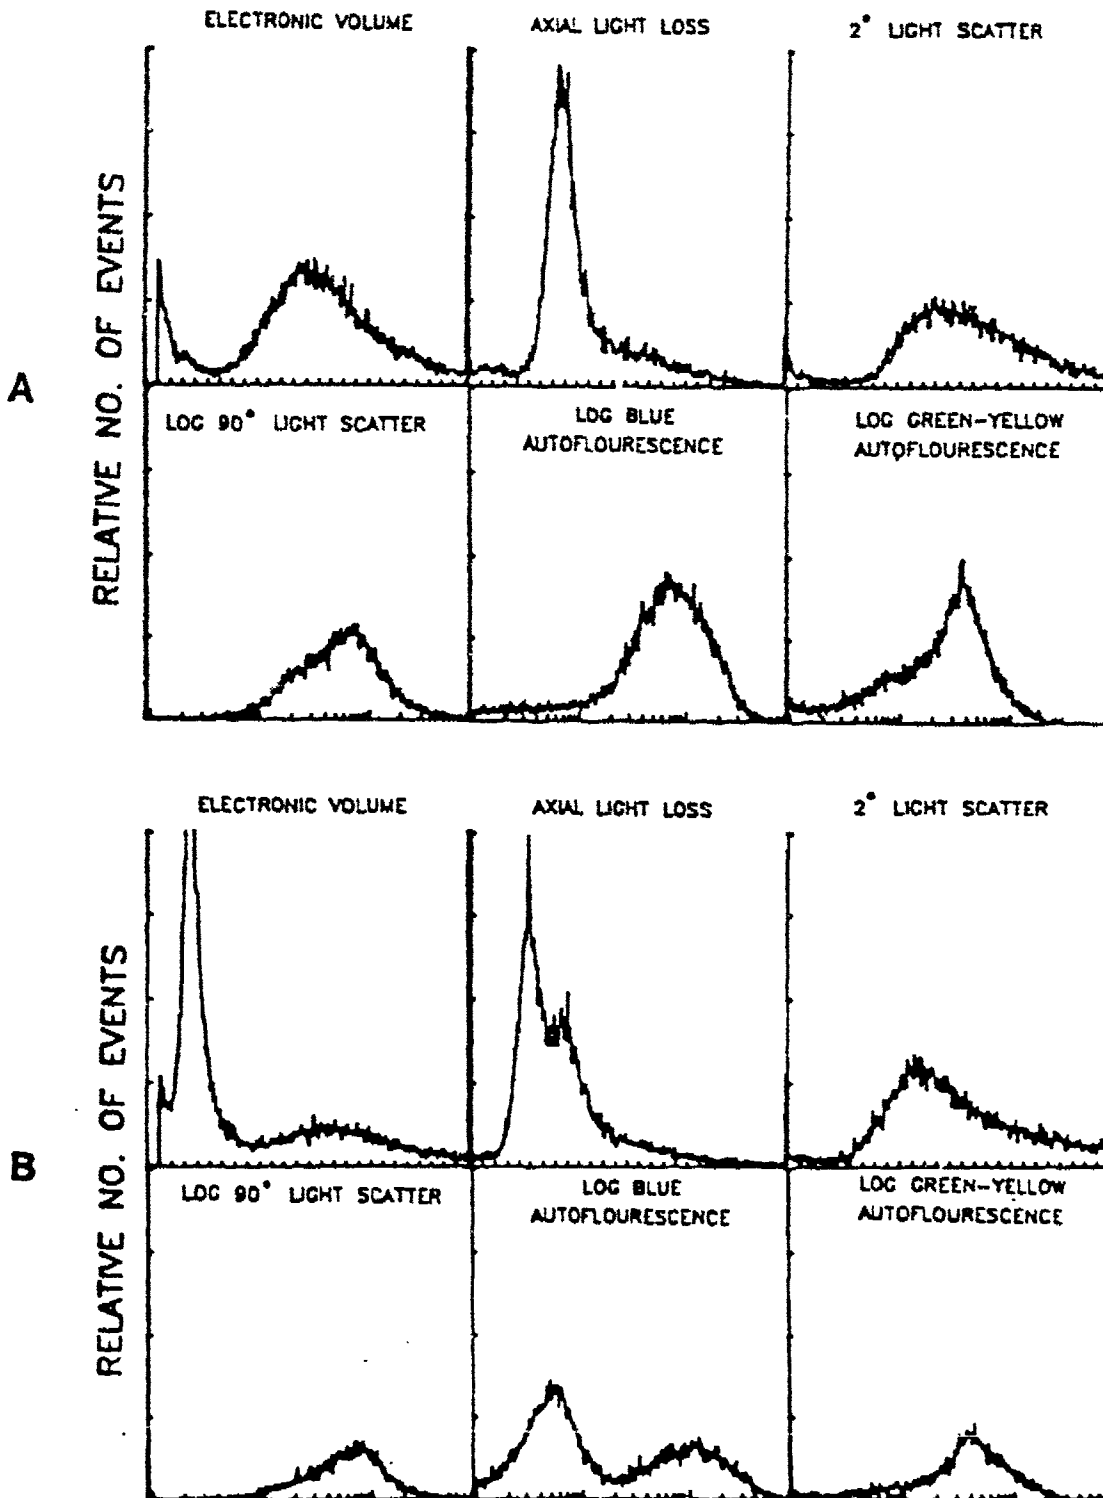 ELECTRONIC VOLUME
AXIAL LIGHT LOSS
2° LIGHT SCATTER
A
RELATIVE NO. OF EVENTS
LOG 90° LIGHT SCATTER
LOG BLUE
AUTOFLOURESCENCE
LOG GREEN-YELLOW
AUTOFLOURESCENCE
ELECTRONIC VOLUME
AXIAL LIGHT LOSS
2° LIGHT SCATTER
B
RELATIVE NO. OF EVENTS
LOG 90° LIGHT SCATTER
LOG BLUE
AUTOFLOURESCENCE
LOG GREEN-YELLOW
AUTOFLOURESCENCE